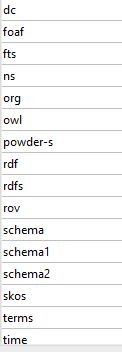 dc
foaf
fts
ns
org
owl
powder-s
rdf
rdfs
rov
schema
schema1
schema2
skos
terms
time